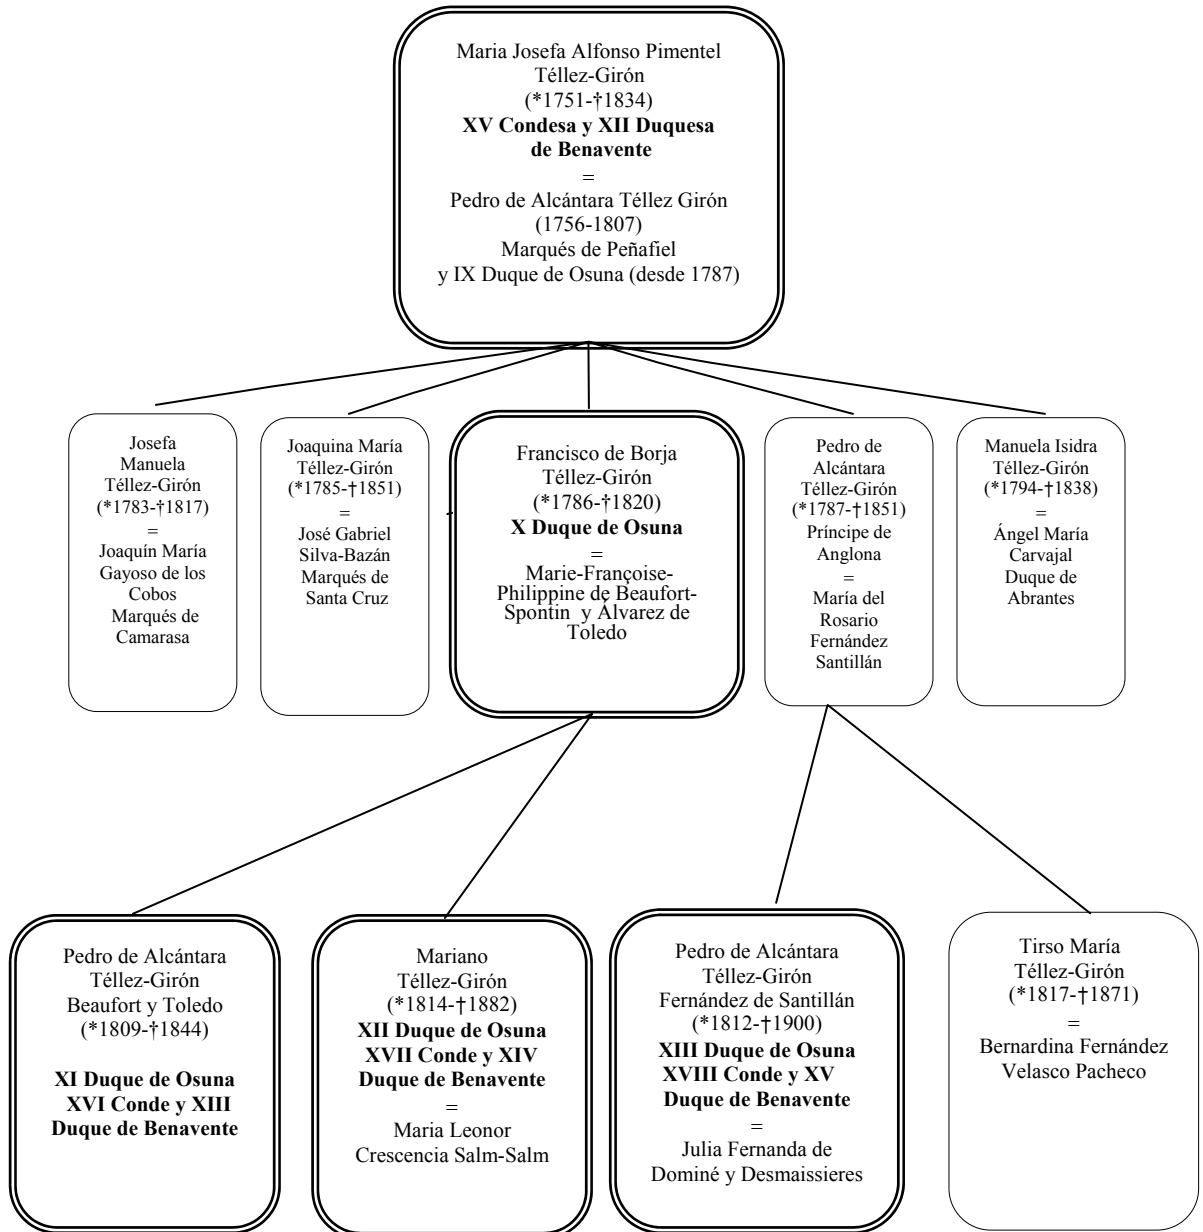 Maria Josefa Alfonso Pimentel
Téllez-Girón
(*1751-†1834)
XV Condesa y XII Duquesa
de Benavente
=
Pedro de Alcántara Téllez Girón
(1756-1807)
Marqués de Peñafiel
y IX Duque de Osuna (desde 1787)
Josefa
Manuela
Téllez-Girón
(*1783-†1817)
=
Joaquín María
Gayoso de los
Cobos
Marqués de
Camarasa
Joaquina María
Téllez-Girón
(*1785-†1851)
=
José Gabriel
Silva-Bazán
Marqués de
Santa Cruz
Francisco de Borja
Téllez-Girón
(*1786-†1820)
X Duque de Osuna
=
Marie-Françoise-
Philippine de Beaufort-
Spontin y Álvarez de
Toledo
Pedro de
Alcántara
Téllez-Girón
(*1787-†1851)
Príncipe de
Anglona
=
María del
Rosario
Fernández
Santillán
Manuela Isidra
Téllez-Girón
(*1794-†1838)
=
Ángel María
Carvajal
Duque de
Abrantes
Pedro de Alcántara
Téllez-Girón
Beaufort y Toledo
(*1809-†1844)
XI Duque de Osuna
XVI Conde y XIII
Duque de Benavente
Mariano
Téllez-Girón
(*1814-†1882)
XII Duque de Osuna
XVII Conde y XIV
Duque de Benavente
=
Maria Leonor
Crescencia Salm-Salm
Pedro de Alcántara
Téllez-Girón
Fernández de Santillán
(*1812-†1900)
XIII Duque de Osuna
XVIII Conde y XV
Duque de Benavente
=
Julia Fernanda de
Dominé y Desmaissieres
Tirso María
Téllez-Girón
(*1817-†1871)
=
Bernardina Fernández
Velasco Pacheco